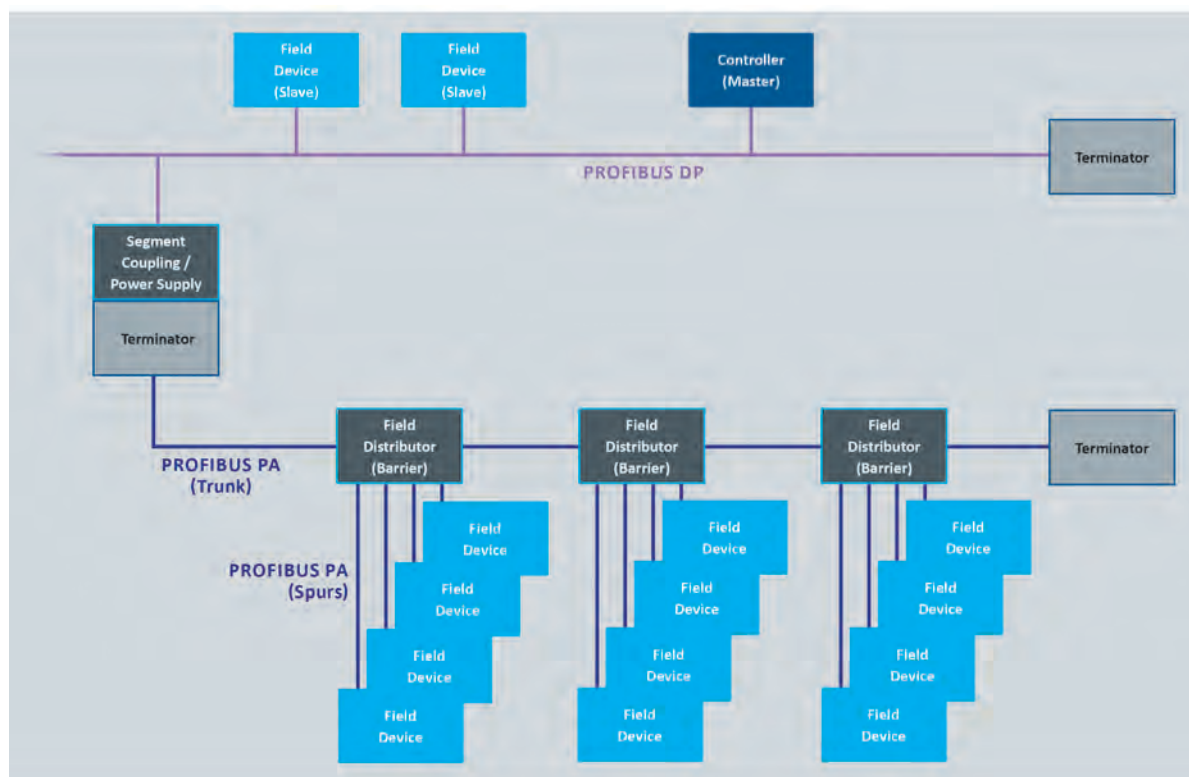 Field
Device
(Slave)
Field
Device
(Slave)
Controller
(Master)
Terminator
PROFIBUS DP
Segment
Coupling /
Power Supply
Terminator
Field
Distributor
(Barrier)
Field
Distributor
(Barrier)
Field
Distributor
(Barrier)
Terminator
PROFIBUS PA
(Trunk)
PROFIBUS PA
(Spurs)
Field
Device
Field
Device
Field
Device
Field
Device
Field
Device
Field
Device
Field
Device
Field
Device
Field
Device
Field
Device
Field
Device
Field
Device